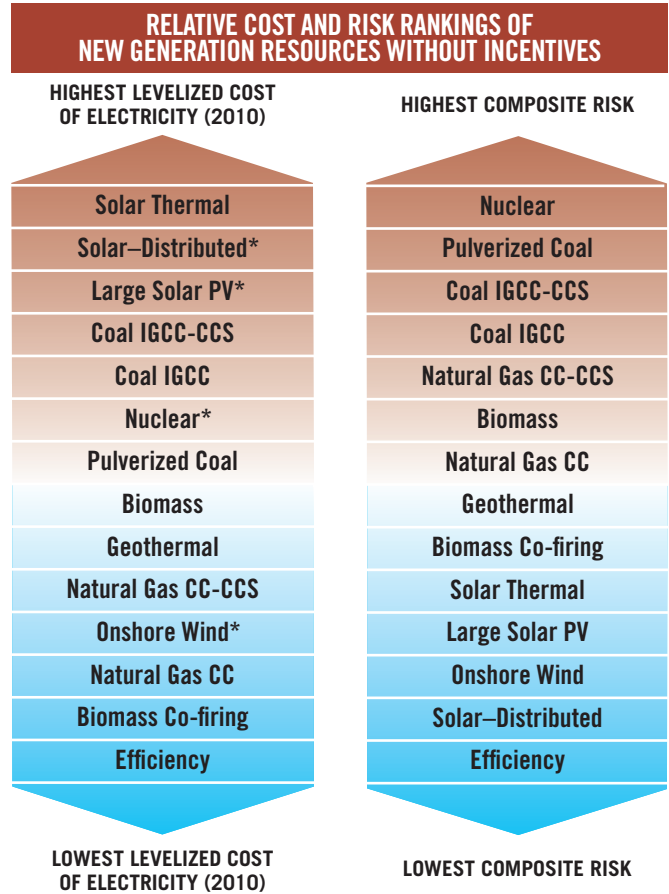 RELATIVE COST AND RISK RANKINGS OF
NEW GENERATION RESOURCES WITHOUT INCENTIVES
HIGHEST LEVELIZED COST
OF ELECTRICITY (2010)
Solar Thermal
Solar–Distributed*
Large Solar PV*
Coal IGCC-CCS
Coal IGCC
Nuclear*
Pulverized Coal
Biomass
Geothermal
Natural Gas CC-CCS
Onshore Wind*
Natural Gas CC
Biomass Co-firing
Efficiency
LOWEST LEVELIZED COST
OF ELECTRICITY (2010)
HIGHEST COMPOSITE RISK
Nuclear
Pulverized Coal
Coal IGCC-CCS
Coal IGCC
Natural Gas CC-CCS
Biomass
Natural Gas CC
Geothermal
Biomass Co-firing
Solar Thermal
Large Solar PV
Onshore Wind
Solar–Distributed
Efficiency
LOWEST COMPOSITE RISK